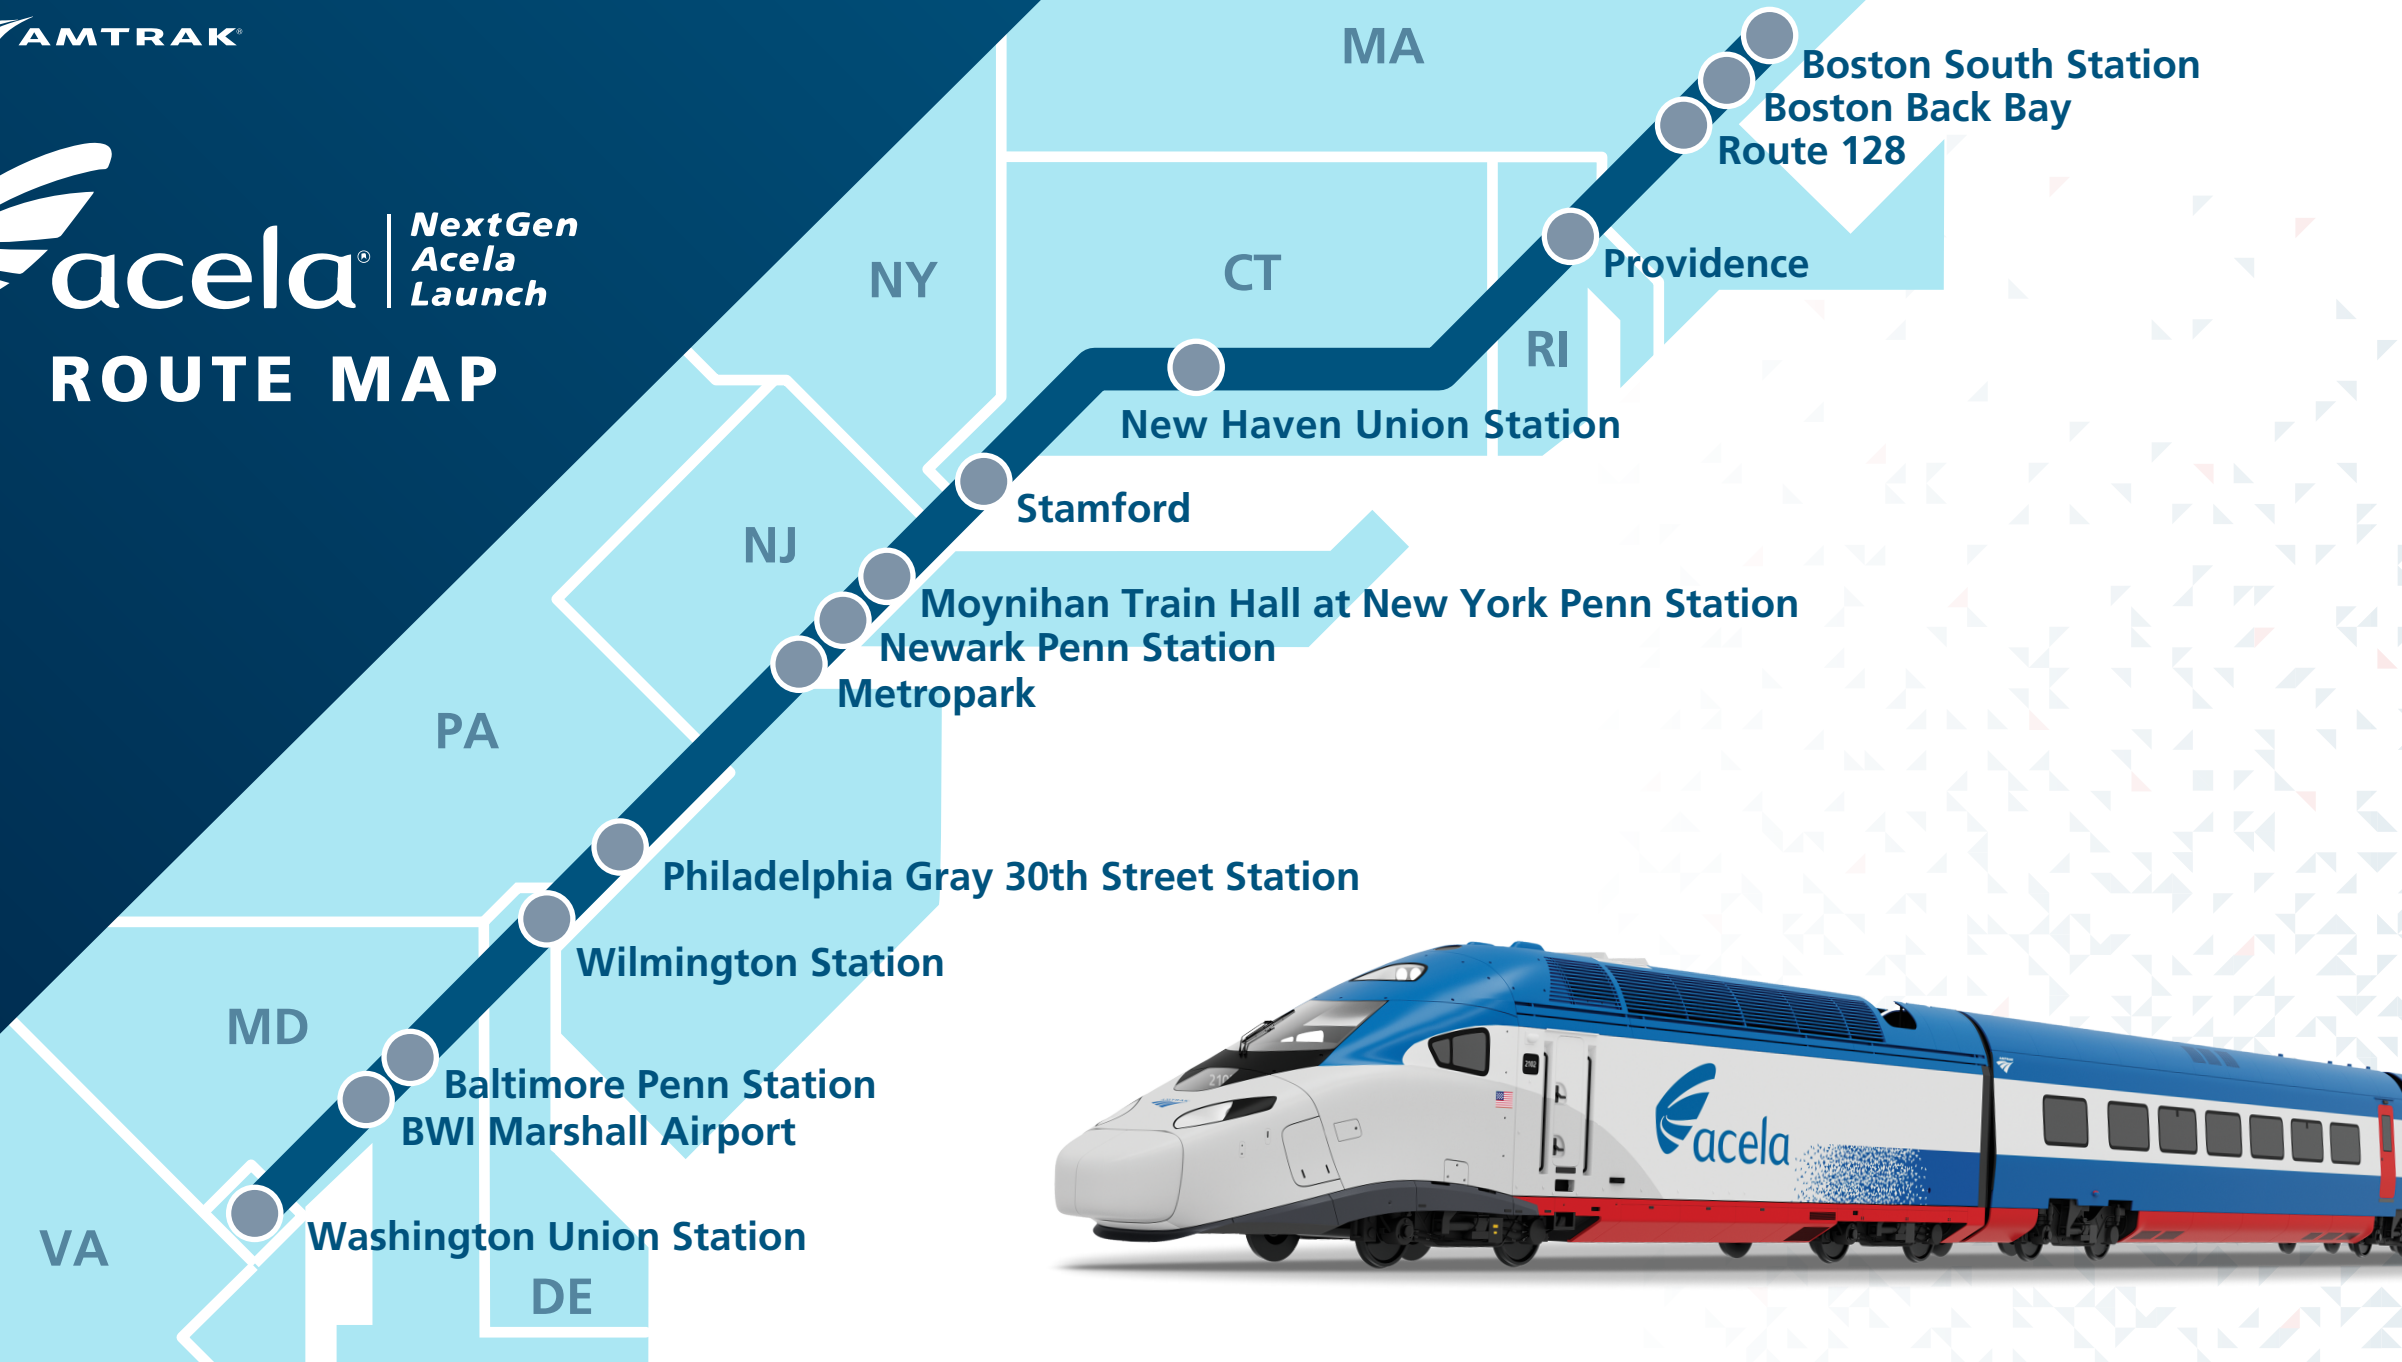 AMTRAK®
acela®
NextGen
Acela
Launch
ROUTE MAP
MA
Boston South Station
Boston Back Bay
Route 128
NY
CT
Providence
RI
New Haven Union Station
Stamford
NJ
Moynihan Train Hall at New York Penn Station
Newark Penn Station
Metropark
PA
Philadelphia Gray 30th Street Station
Wilmington Station
MD
Baltimore Penn Station
BWI Marshall Airport
Washington Union Station
VA
DE
2102
acela